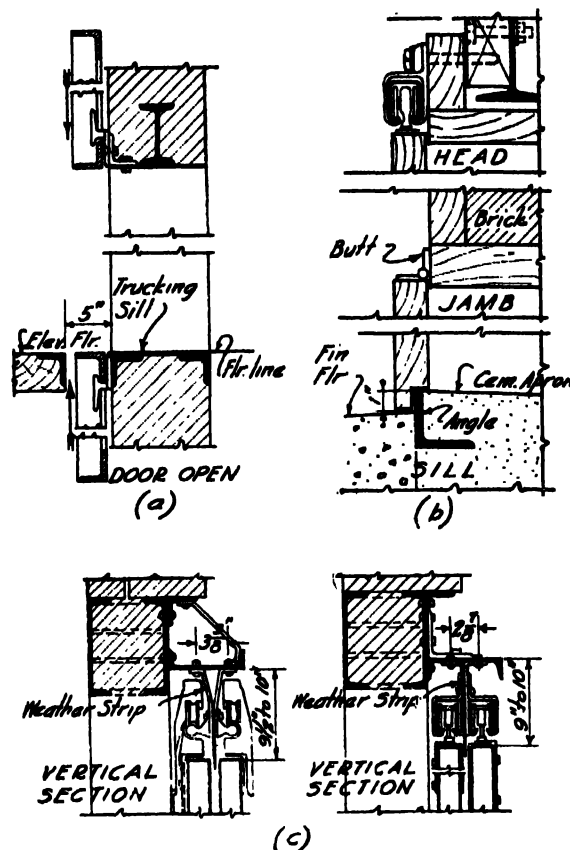 HEAD
Brick
Butt
JAMB
Trucking
Sill
5"
Elev. Flr.
Flr. line
Fin
Flr
Cem. Apron
Angle
SILL
DOOR OPEN
(a)
(b)
3 1/8"
2 7/8"
Weather Strip
9 1/2" to 10"
Weather Strip
9" to 10"
VERTICAL
SECTION
VERTICAL
SECTION
(c)